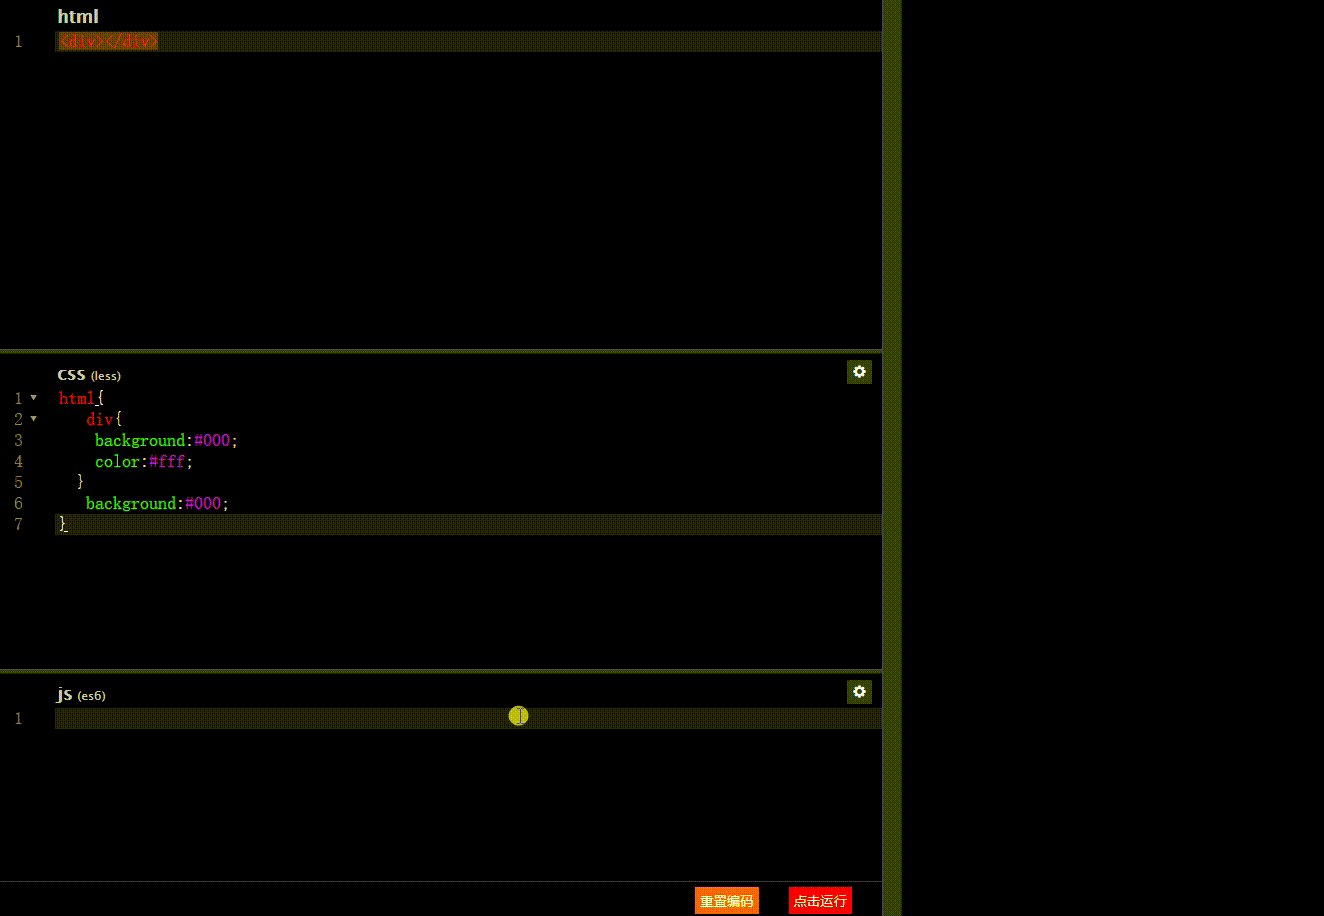 html
1 <div></div>
CSS (less)
1 html{
2 div{
3 background:#000;
4 color:#fff;
5 }
6 background:#000;
7 }
js (es6)
1
重置编码 点击运行